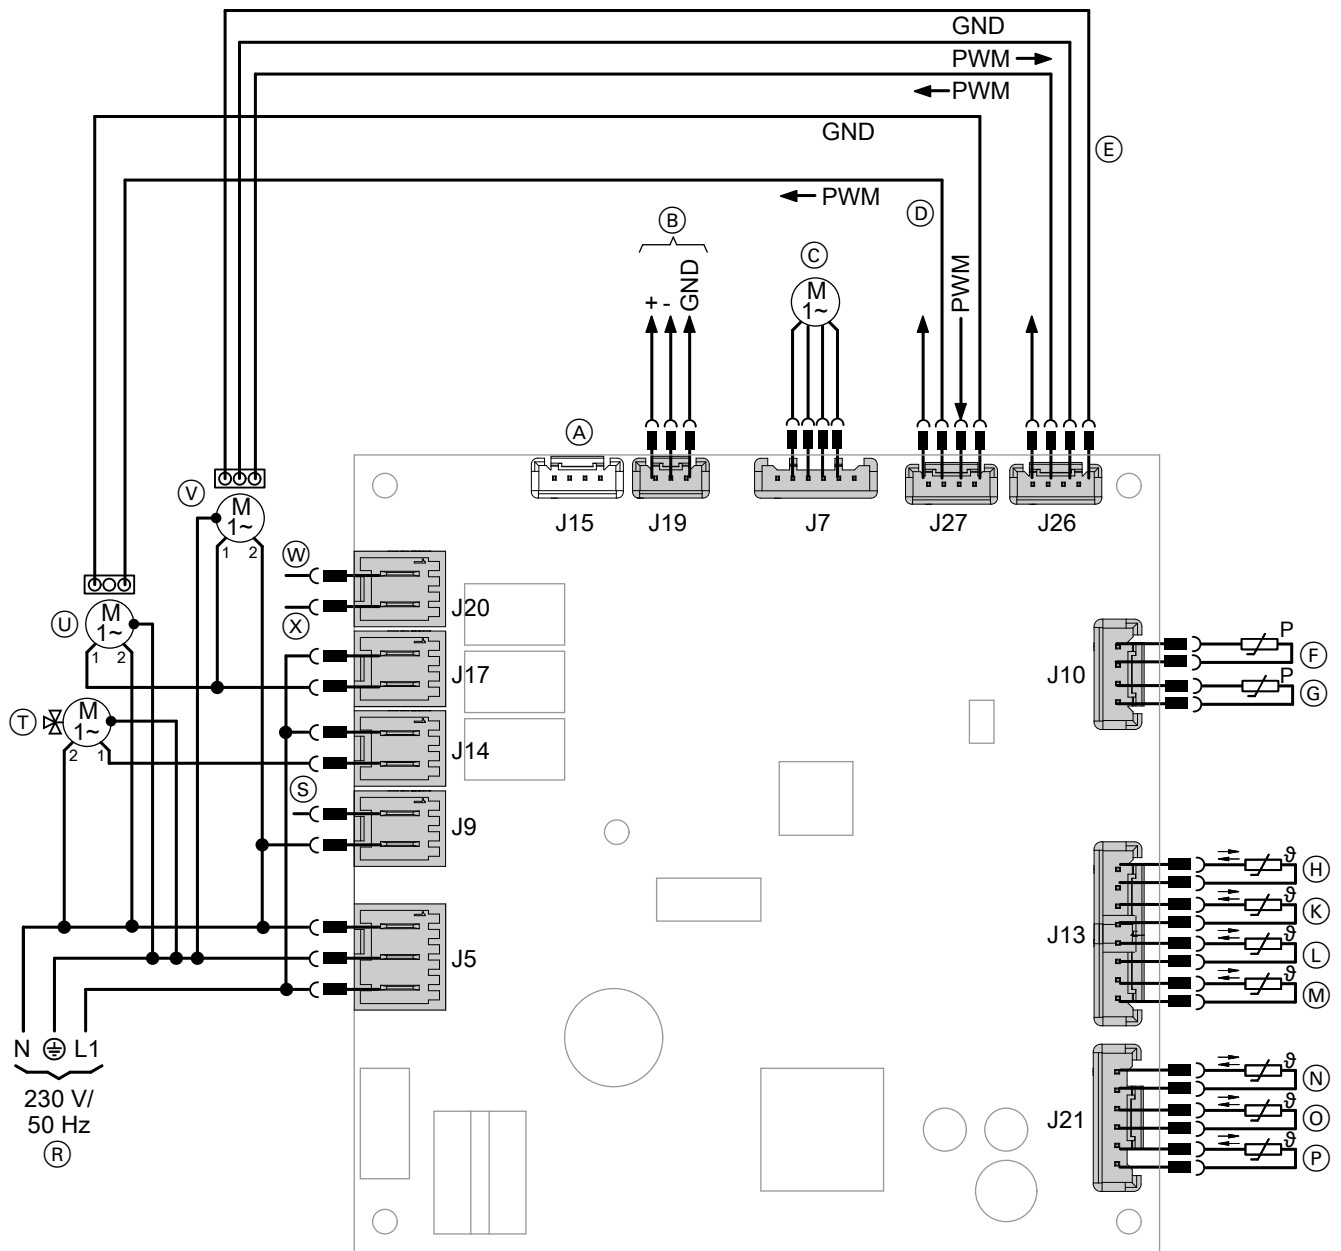 GND
PWM
PWM
E
GND
PWM
D
B
C
+ - GND
M
1~
PWM
A
J15
J19
J7
J27
J26
V
M
1~
1 2
W
J20
X
U
M
1~
1 2
J17
T
M
1~
2 1
J14
S
J9
J5
N L1
230 V/
50 Hz
R
J10
P
F
P
G
J13
ϑ
H
ϑ
K
ϑ
L
ϑ
M
J21
ϑ
N
ϑ
O
ϑ
P